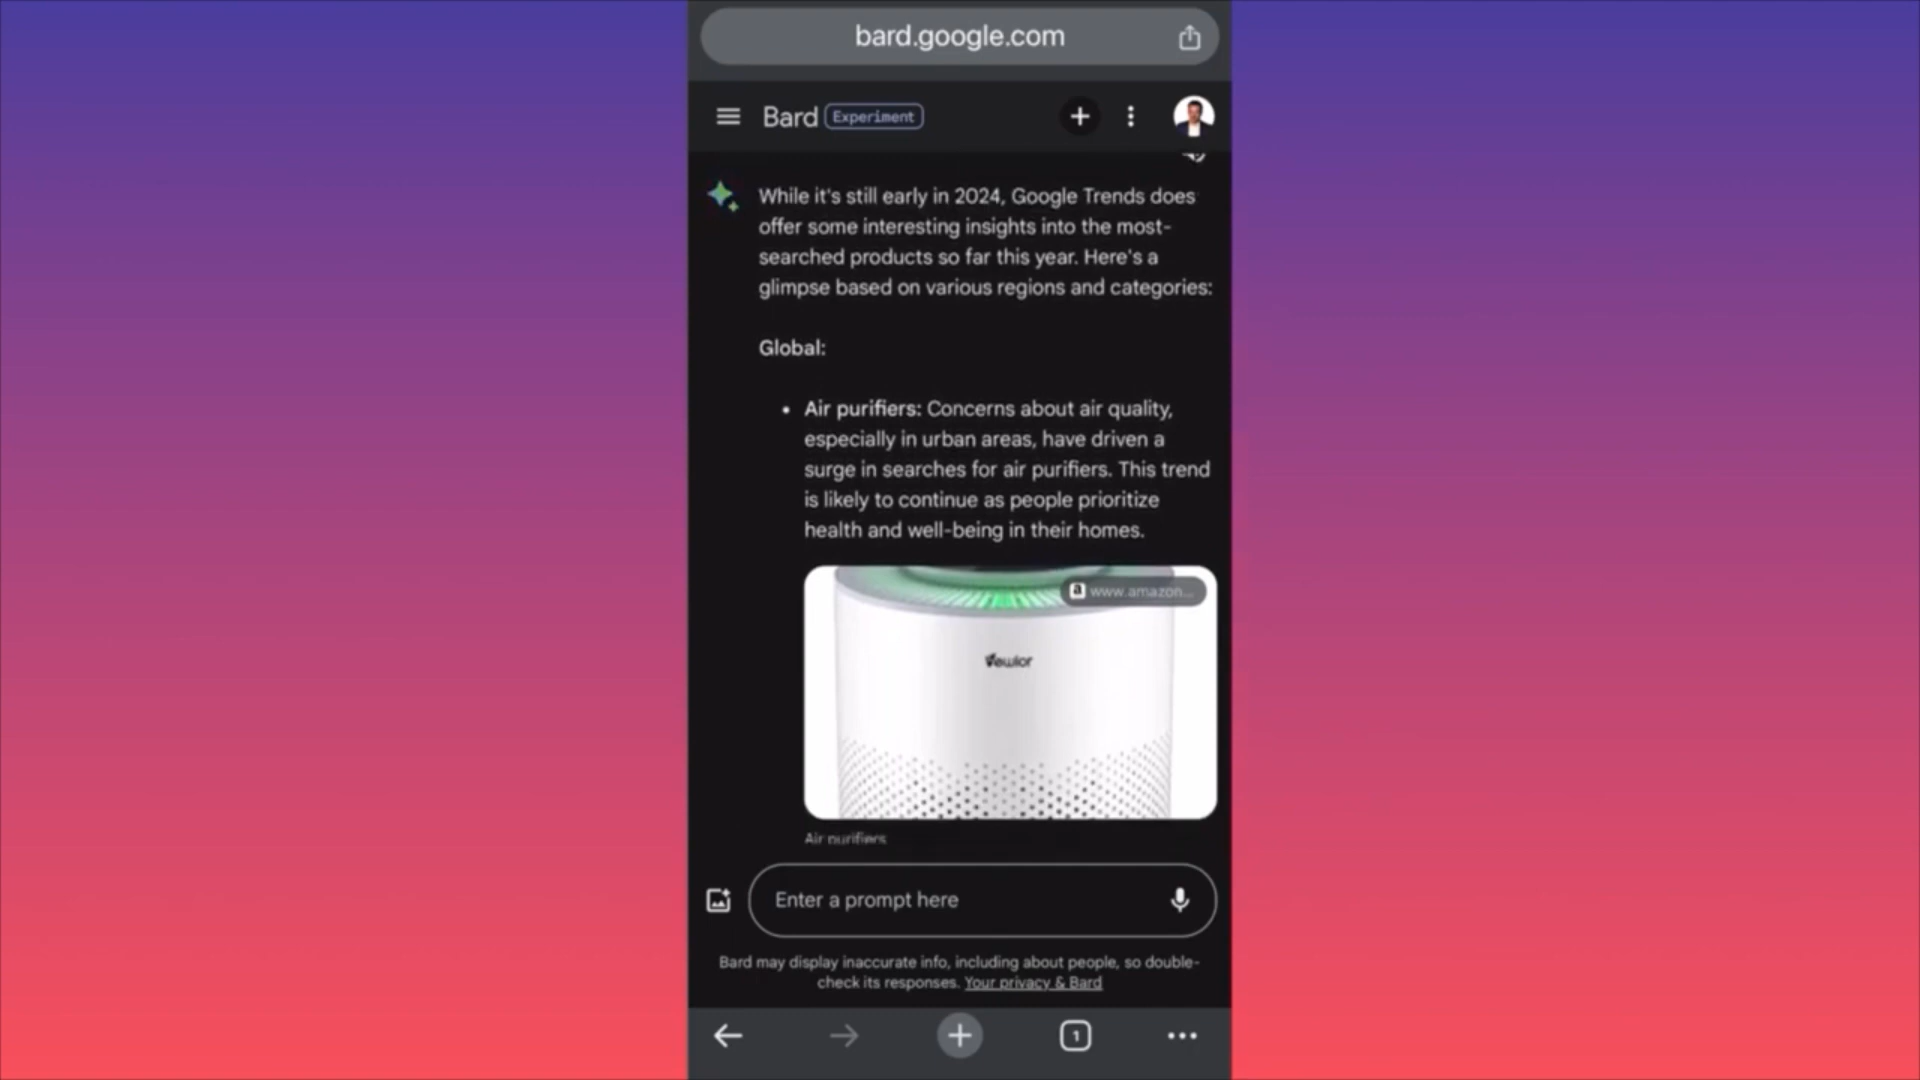 bard.google.com
Bard Experiment
While it's still early in 2024, Google Trends does
offer some interesting insights into the most-
searched products so far this year. Here's a
glimpse based on various regions and categories:
Global:
• Air purifiers: Concerns about air quality,
especially in urban areas, have driven a
surge in searches for air purifiers. This trend
is likely to continue as people prioritize
health and well-being in their homes.
a www.amazon...
Vewior
Air purifiers
Enter a prompt here
Bard may display inaccurate info, including about people, so double-
check its responses. Your privacy & Bard
1